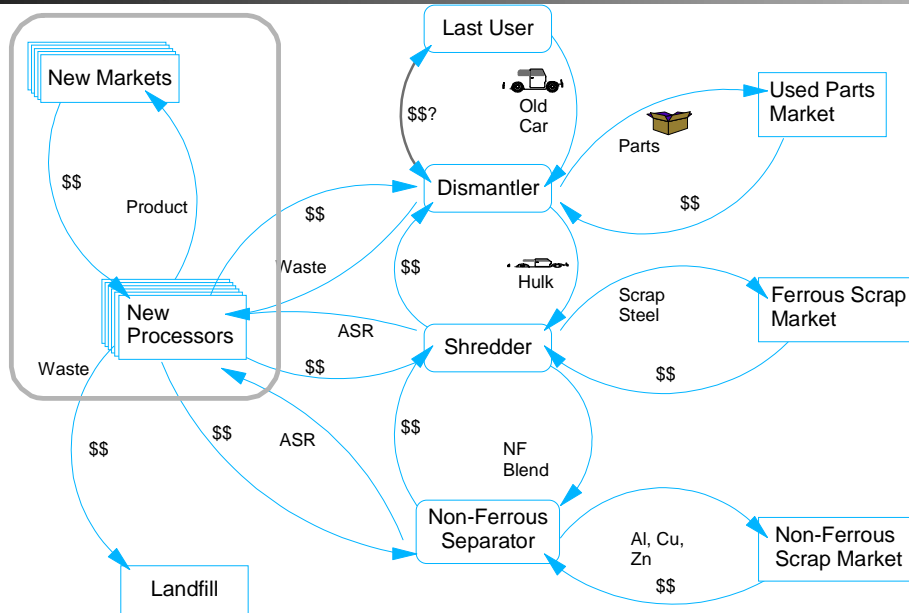 Last User
New Markets
Used Parts
Market
Old
Car
$$?
Parts
Dismantler
$$
Product
$$
$$
Waste
$$
Hulk
New
Processors
ASR
Scrap
Steel
Ferrous Scrap
Market
Shredder
Waste
$$
$$
$$
$$
ASR
$$
NF
Blend
Non-Ferrous
Separator
Al, Cu,
Zn
$$
Non-Ferrous
Scrap Market
Landfill